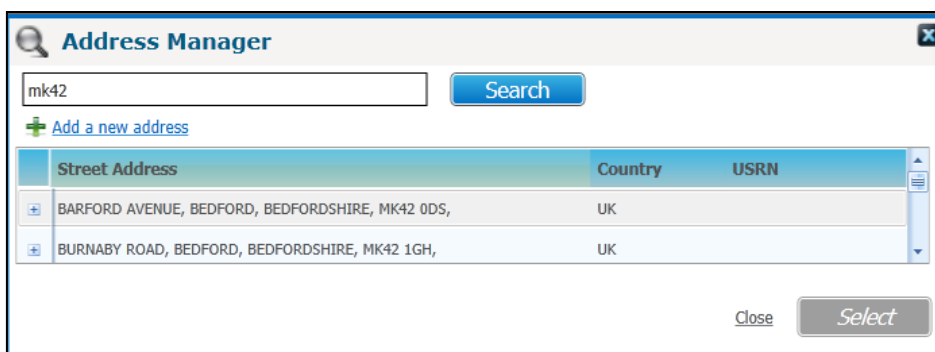 Address Manager
mk42 Search
Add a new address
Street Address Country USRN
BARFORD AVENUE, BEDFORD, BEDFORDSHIRE, MK42 0DS, UK
BURNABY ROAD, BEDFORD, BEDFORDSHIRE, MK42 1GH, UK
Close Select